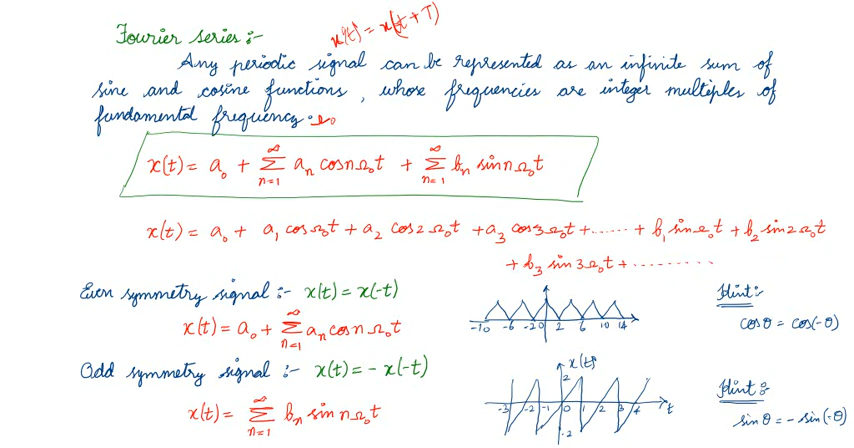 Fourier series :-
x(t) = x(t + T)
Any periodic signal can be represented as an infinite sum of
sine and cosine functions, whose frequencies are integer multiples of
fundamental frequency. Ω₀
x(t) = a₀ + ∑_{n=1}^{∞} aₙ cos nΩ₀t + ∑_{n=1}^{∞} bₙ sin nΩ₀t
x(t) = a₀ + a₁ cos Ω₀t + a₂ cos 2Ω₀t + a₃ cos 3Ω₀t + ...... + b₁ sin Ω₀t + b₂ sin 2Ω₀t
+ b₃ sin 3Ω₀t + .........
Even symmetry signal :- x(t) = x(-t)
x(t) = a₀ + ∑_{n=1}^{∞} aₙ cos nΩ₀t
-10 -6 -2 0 2 6 10 14
Hint :-
cos θ = cos(-θ)
Odd symmetry signal :- x(t) = - x(-t)
x(t) = ∑_{n=1}^{∞} bₙ sin nΩ₀t
x(t)
2
-3 -2 -1 0 1 2 3 4 t
-2
Hint :-
sin θ = - sin(-θ)